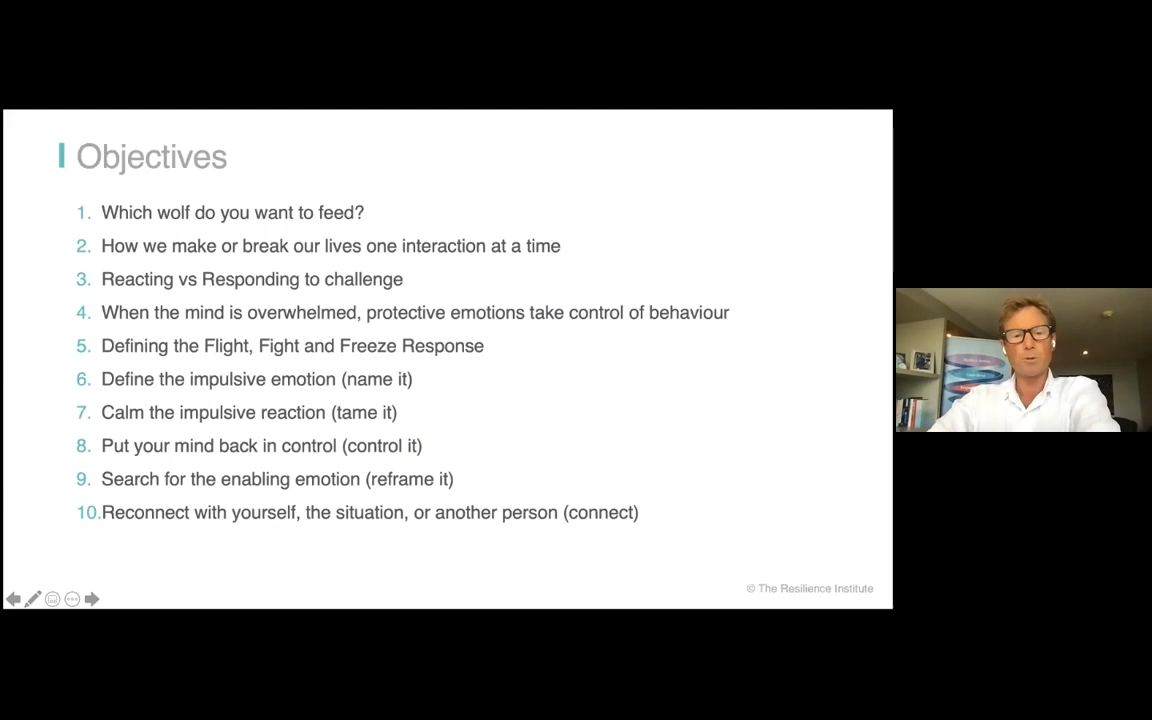 Objectives
1. Which wolf do you want to feed?
2. How we make or break our lives one interaction at a time
3. Reacting vs Responding to challenge
4. When the mind is overwhelmed, protective emotions take control of behaviour
5. Defining the Flight, Fight and Freeze Response
6. Define the impulsive emotion (name it)
7. Calm the impulsive reaction (tame it)
8. Put your mind back in control (control it)
9. Search for the enabling emotion (reframe it)
10.Reconnect with yourself, the situation, or another person (connect)
© The Resilience Institute